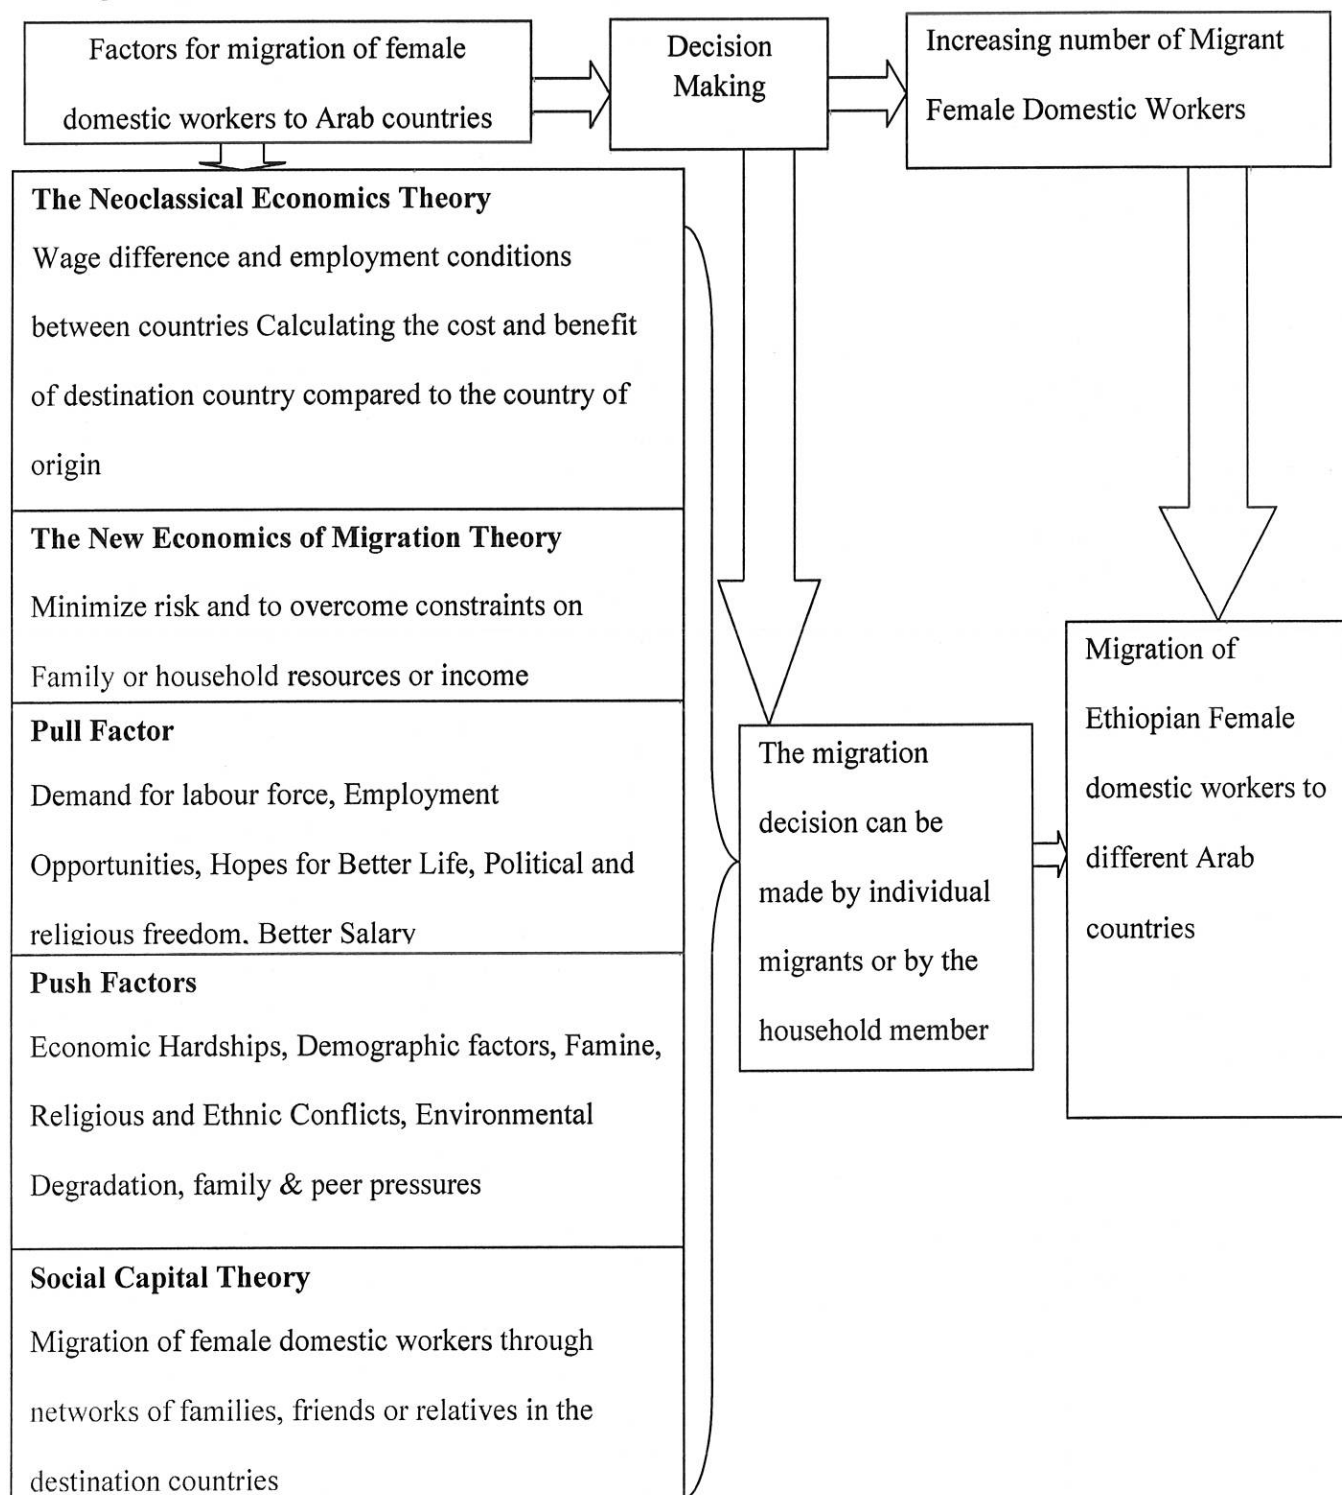 Factors for migration of female
domestic workers to Arab countries
Decision
Making
Increasing number of Migrant
Female Domestic Workers
The Neoclassical Economics Theory
Wage difference and employment conditions
between countries Calculating the cost and benefit
of destination country compared to the country of
origin
The New Economics of Migration Theory
Minimize risk and to overcome constraints on
Family or household resources or income
Pull Factor
Demand for labour force, Employment
Opportunities, Hopes for Better Life, Political and
religious freedom. Better Salary
Push Factors
Economic Hardships, Demographic factors, Famine,
Religious and Ethnic Conflicts, Environmental
Degradation, family & peer pressures
Social Capital Theory
Migration of female domestic workers through
networks of families, friends or relatives in the
destination countries
The migration
decision can be
made by individual
migrants or by the
household member
Migration of
Ethiopian Female
domestic workers to
different Arab
countries